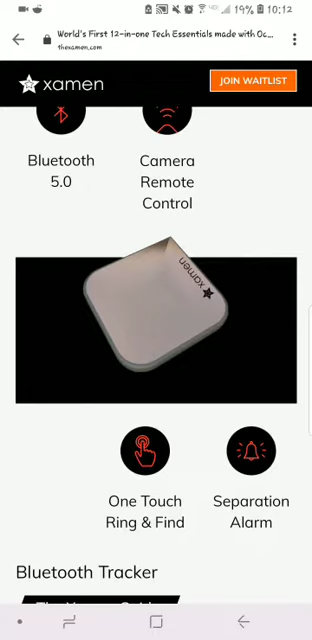 19% 10:12
World's First 12-in-one Tech Essentials made with Oc...
thexamen.com
xamen
JOIN WAITLIST
Bluetooth
5.0
Camera
Remote
Control
xamen
One Touch
Ring & Find
Separation
Alarm
Bluetooth Tracker